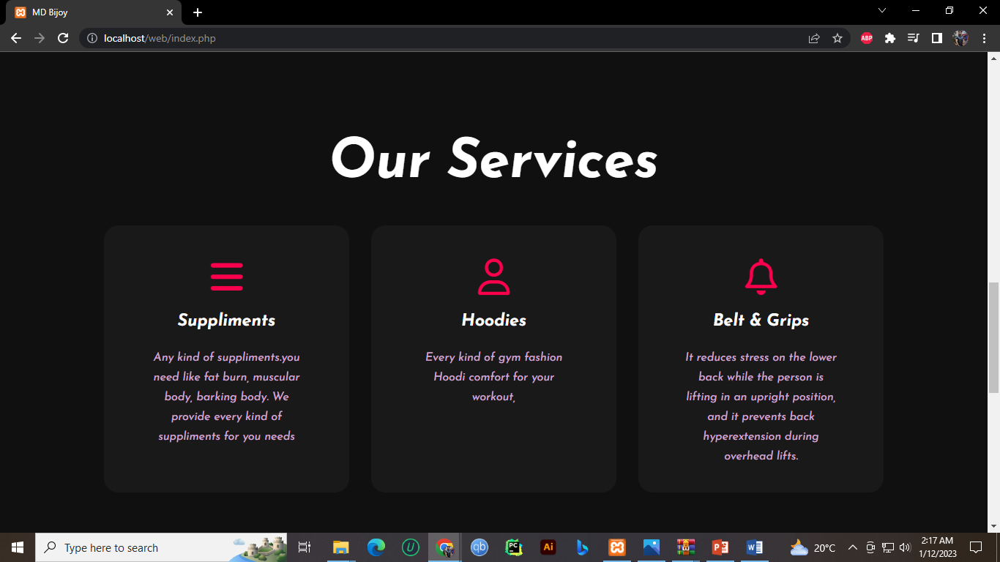 MD Bijoy
localhost/web/index.php
ABP
Our Services
Suppliments
Any kind of suppliments.you
need like fat burn, muscular
body, barking body. We
provide every kind of
suppliments for you needs
Hoodies
Every kind of gym fashion
Hoodi comfort for your
workout,
Belt & Grips
It reduces stress on the lower
back while the person is
lifting in an upright position,
and it prevents back
hyperextension during
overhead lifts.
Type here to search
U
qb
PC
Ai
P
W
20°C
2:17 AM
1/12/2023